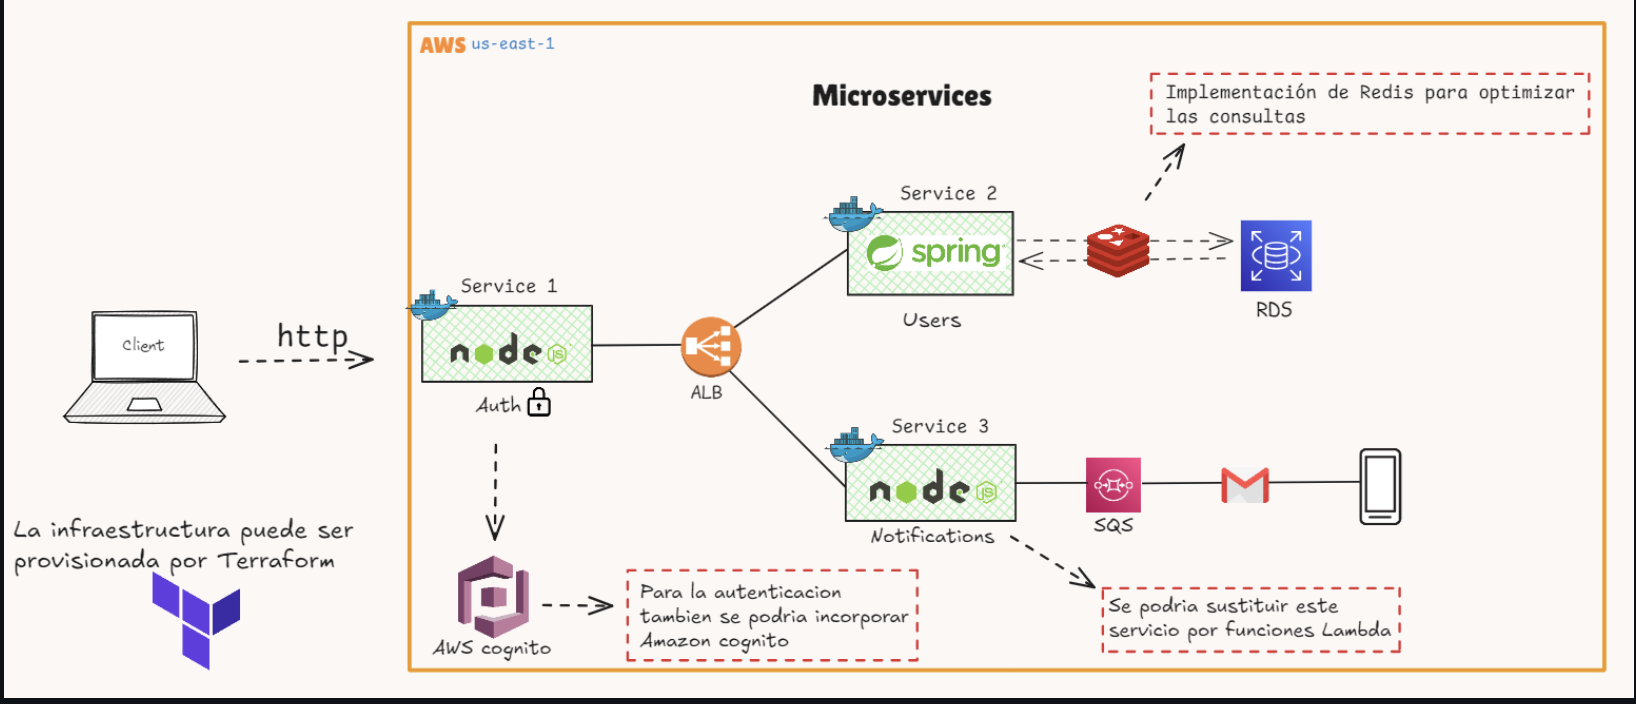 AWS us-east-1
Microservices
Implementación de Redis para optimizar
las consultas
Service 2
spring
Users
RDS
Service 1
node
JS
Auth
Client
http
ALB
Service 3
node
JS
Notifications
SQS
La infraestructura puede ser
provisionada por Terraform
AWS cognito
Para la autenticacion
tambien se podria incorporar
Amazon cognito
Se podria sustituir este
servicio por funciones Lambda